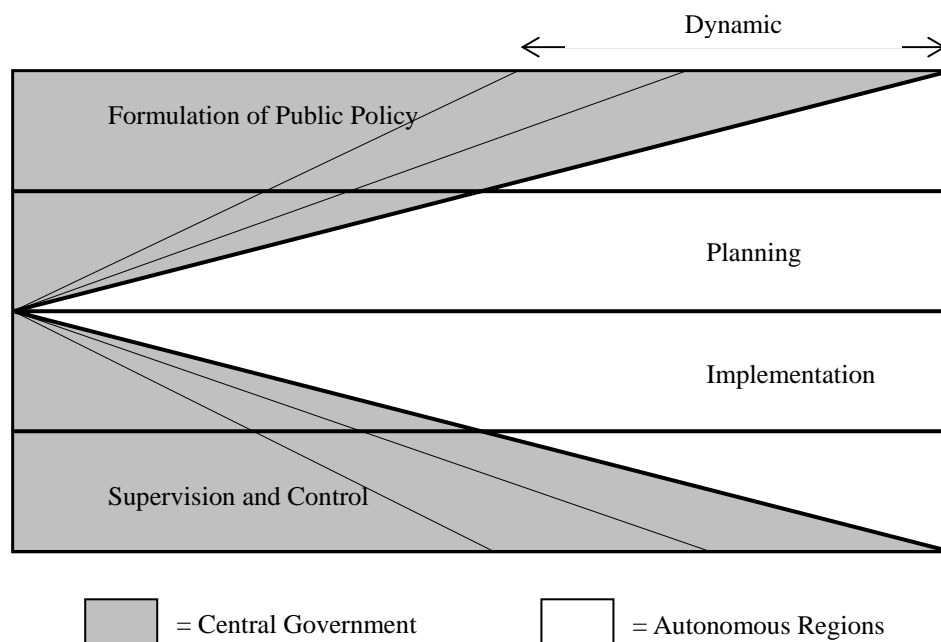 Dynamic
Formulation of Public Policy
Planning
Implementation
Supervision and Control
= Central Government
= Autonomous Regions